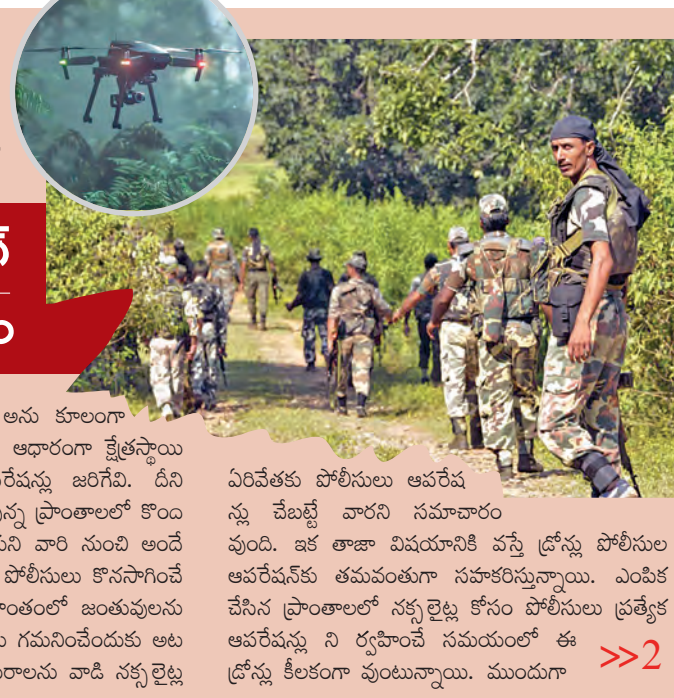 ం
అను కూలంగా
ఆధారంగా క్షేత్రస్థాయి
రేషన్లు జరిగేవి. దీని
న్న ప్రాంతాలలో కొంద
ని వారి నుంచి అందే
పోలీసులు కొనసాగించే
ాంతంలో జంతువులను
గమనించేందుకు అట
రాలను వాడి నక్సలైట్ల
ఏరివేతకు పోలీసులు ఆపరేష
న్లు చేబట్టే వారని సమాచారం
వుంది. ఇక తాజా విషయానికి వస్తే డ్రోన్లు పోలీసుల
ఆపరేషన్‌కు తమవంతుగా సహకరిస్తున్నాయి. ఎంపిక
చేసిన ప్రాంతాలలో నక్సలైట్ల కోసం పోలీసులు ప్రత్యేక
ఆపరేషన్లు ని ర్వహించే సమయంలో ఈ
డ్రోన్లు కీలకంగా వుంటున్నాయి. ముందుగా
>>2